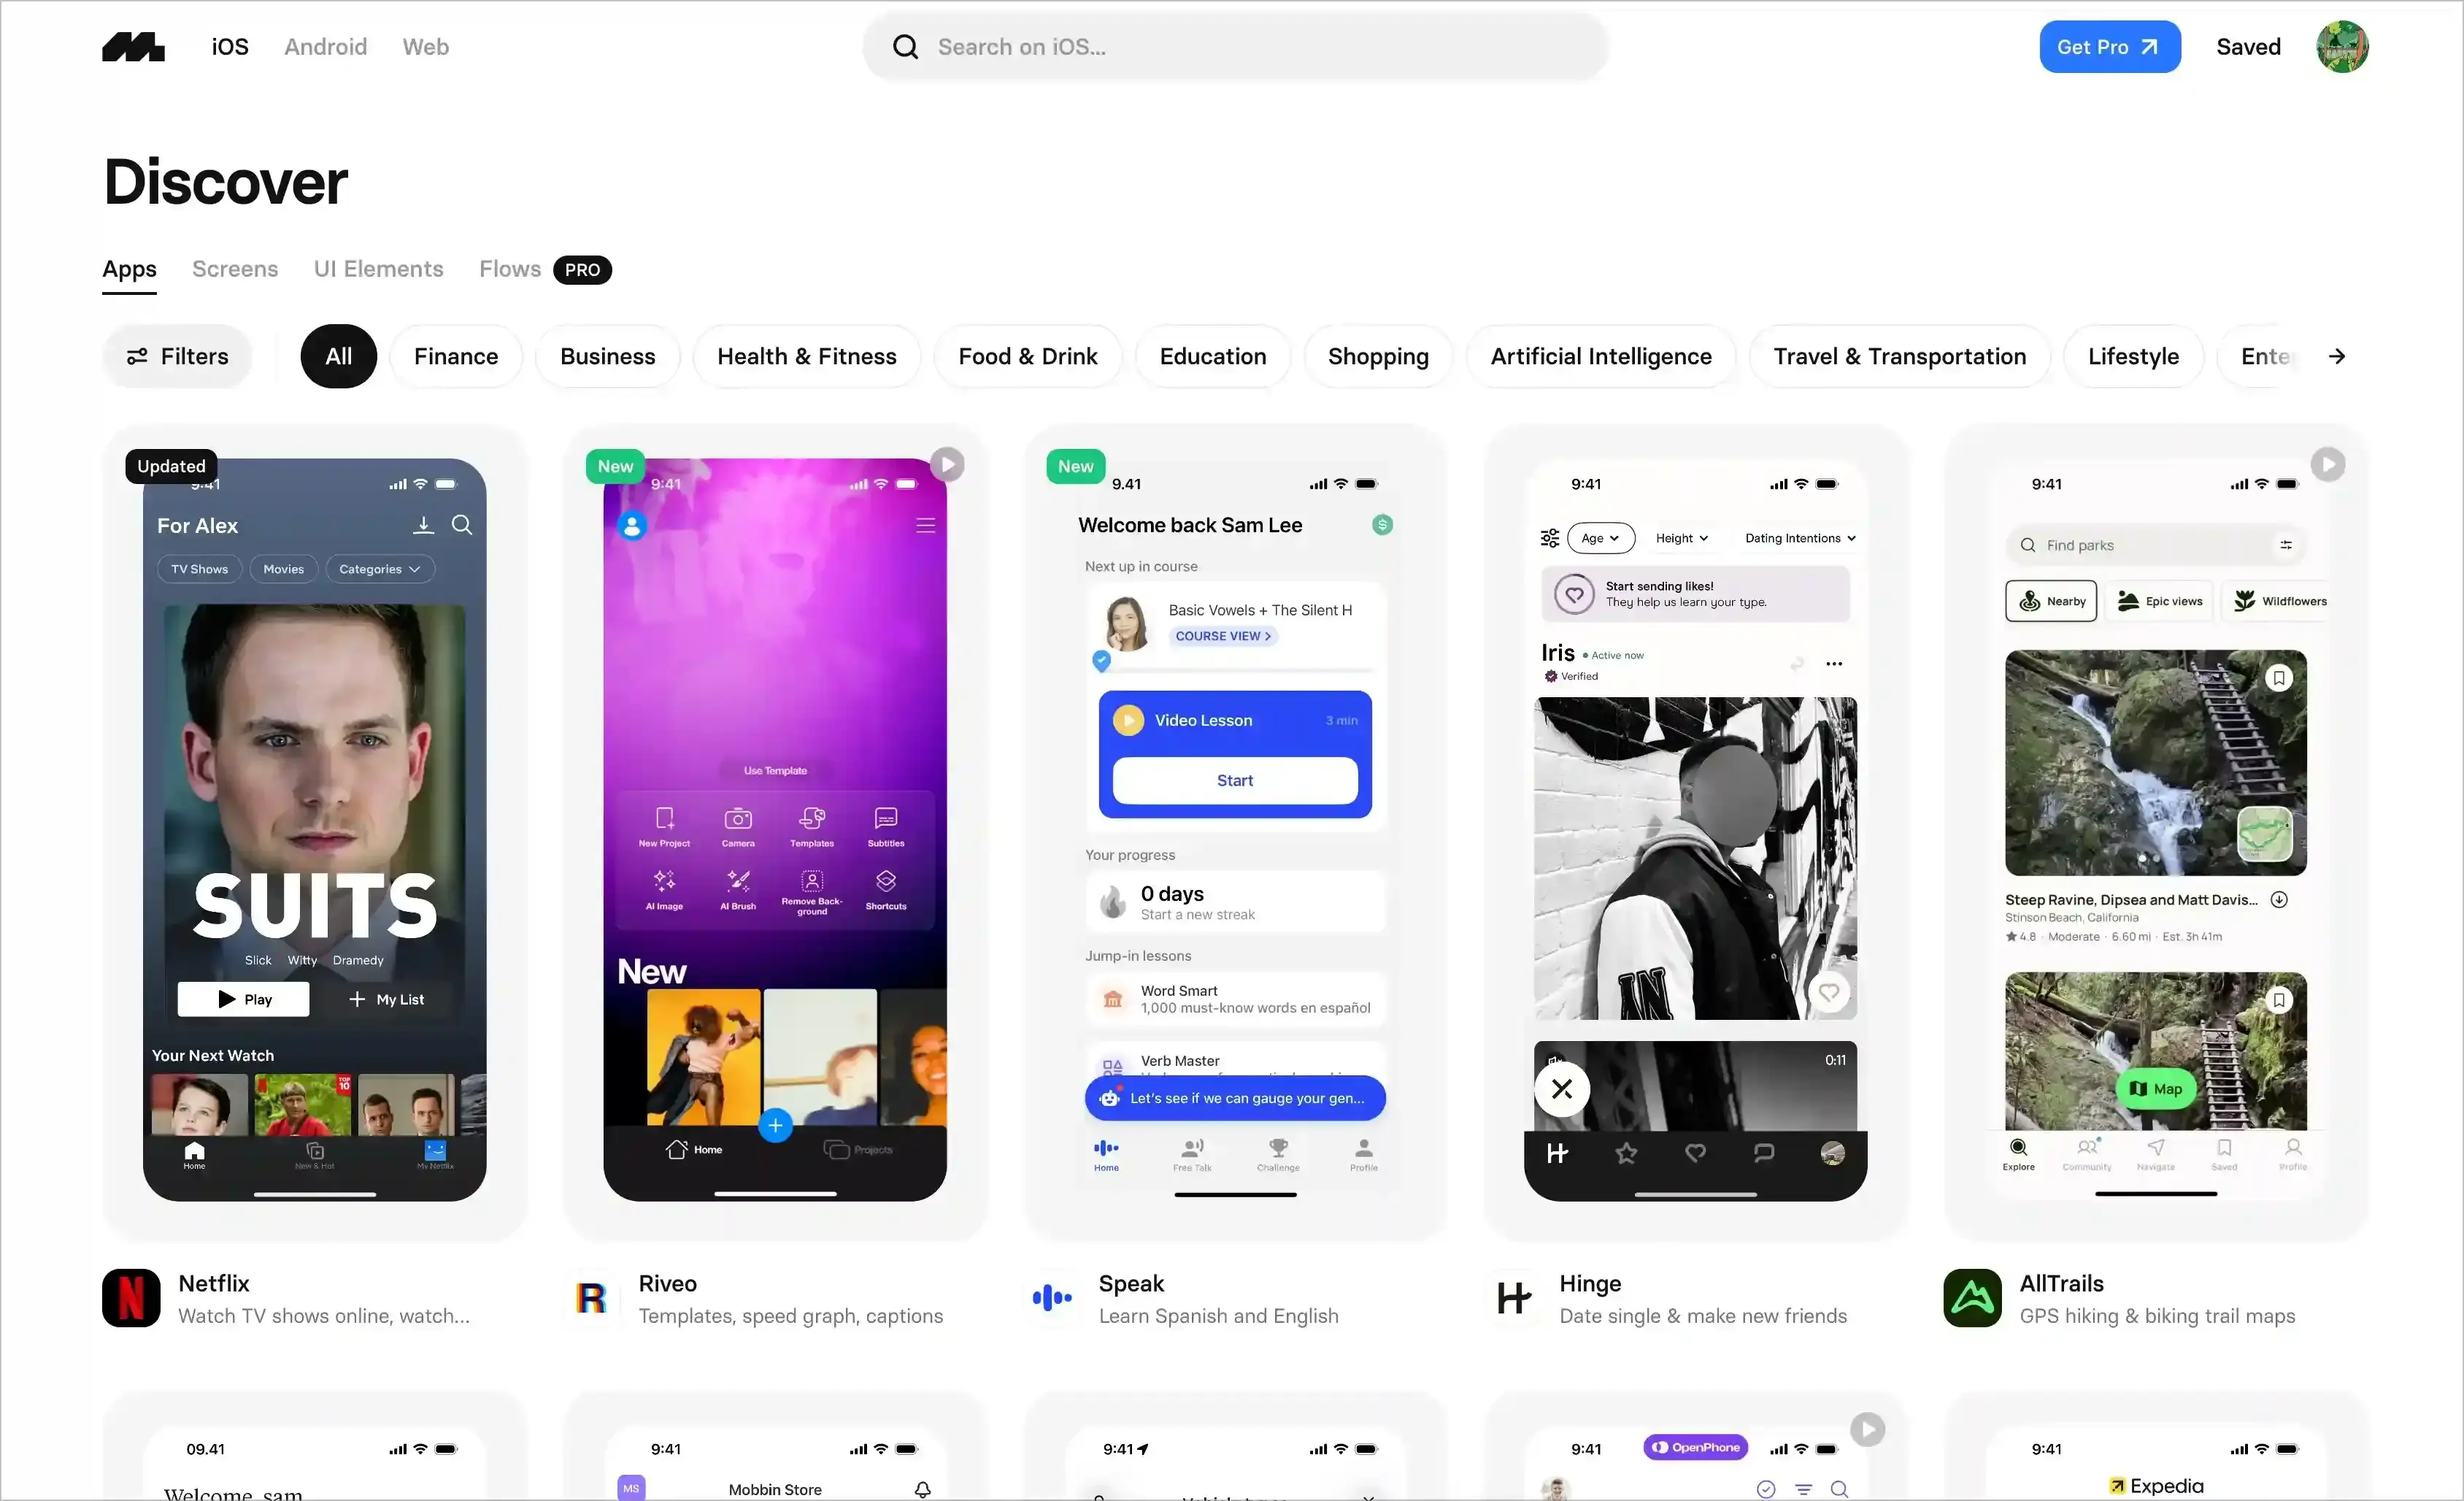 iOS Android Web
Search on iOS...
Get Pro
Saved
Discover
Apps Screens UI Elements Flows PRO
Filters All Finance Business Health & Fitness Food & Drink Education Shopping Artificial Intelligence Travel & Transportation Lifestyle
Updated
9:41
For Alex
TV Shows Movies Categories
SUITS
Slick Witty Dramedy
Play My List
Your Next Watch
TOP 10
Home New & Hot My Netflix
Netflix
Watch TV shows online, watch...
New
9:41
Use Template
New Project Camera Templates Subtitles
AI Image AI Brush Remove Back-
ground Shortcuts
New
Home Projects
Riveo
Templates, speed graph, captions
New
9.41
Welcome back Sam Lee
Next up in course
Basic Vowels + The Silent H
COURSE VIEW
Video Lesson 3 min
Start
Your progress
0 days
Start a new streak
Jump-in lessons
Word Smart
1,000 must-know words en español
Verb Master
Let's see if we can gauge your gen...
Home Free Talk Challenge Profile
Speak
Learn Spanish and English
9:41
Age Height Dating Intentions
Start sending likes!
They help us learn your type.
Iris Active now
Verified
0:11
Hinge
Date single & make new friends
9:41
Find parks
Nearby Epic views Wildflowers
Steep Ravine, Dipsea and Matt Davis...
Stinson Beach, California
4.8 · Moderate · 6.60 mi · Est. 3h 41m
Map
Explore Community Navigate Saved Profile
AllTrails
GPS hiking & biking trail maps
09.41
Welcome, sam
9:41
MS Mobbin Store
9:41
9:41 OpenPhone
9:41
Expedia